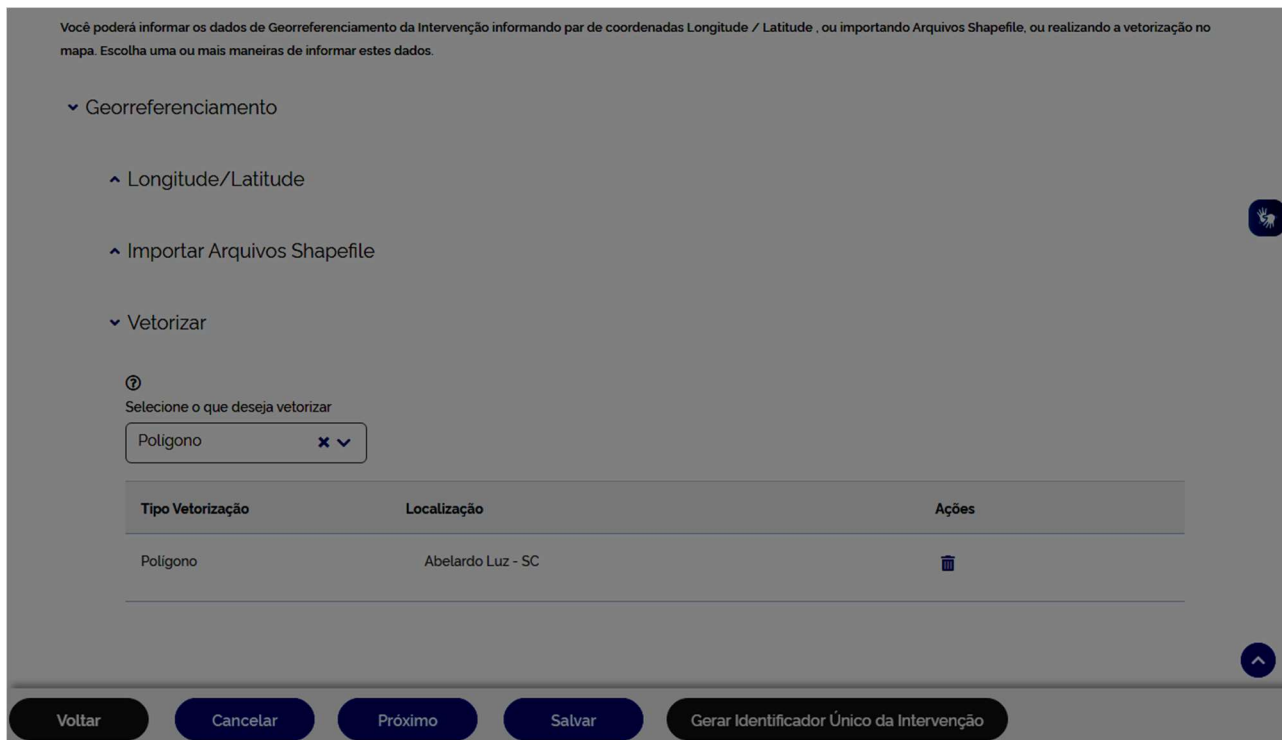 Você poderá informar os dados de Georreferenciamento da Intervenção informando par de coordenadas Longitude / Latitude , ou importando Arquivos Shapefile, ou realizando a vetorização no
mapa. Escolha uma ou mais maneiras de informar estes dados.
Georreferenciamento
Longitude/Latitude
Importar Arquivos Shapefile
Vetorizar
Selecione o que deseja vetorizar
Polígono
Tipo Vetorização Localização Ações
Polígono Abelardo Luz - SC
Voltar Cancelar Próximo Salvar Gerar Identificador Único da Intervenção